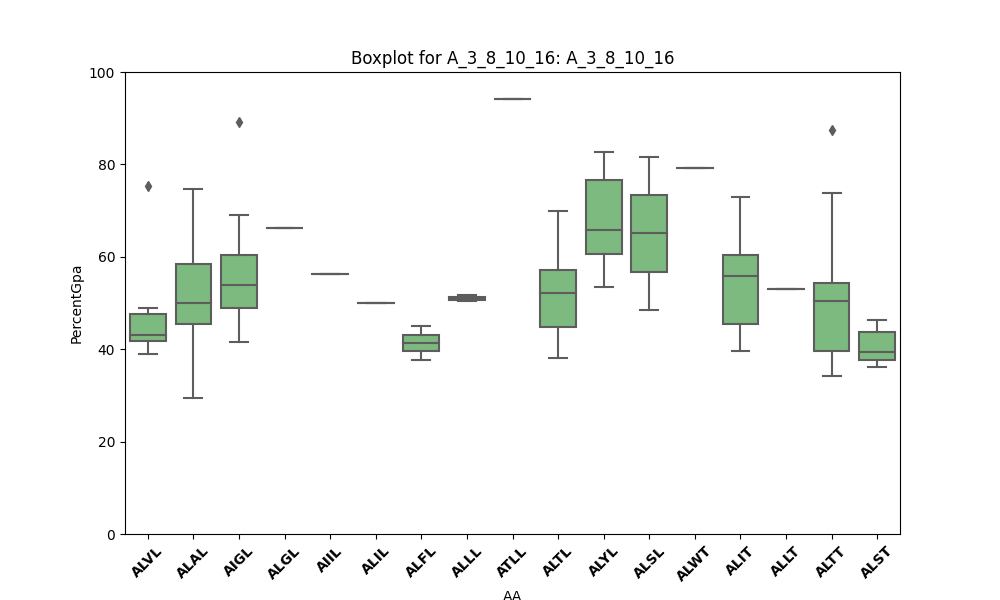 Boxplot for A_3_8_10_16: A_3_8_10_16
PercentGpa
100
80
60
40
20
0
ALVL ALAL AIGL ALGL AIIL ALIL ALFL ALLL ATLL ALTL ALYL ALSL ALWT ALIT ALLT ALTT ALST
AA